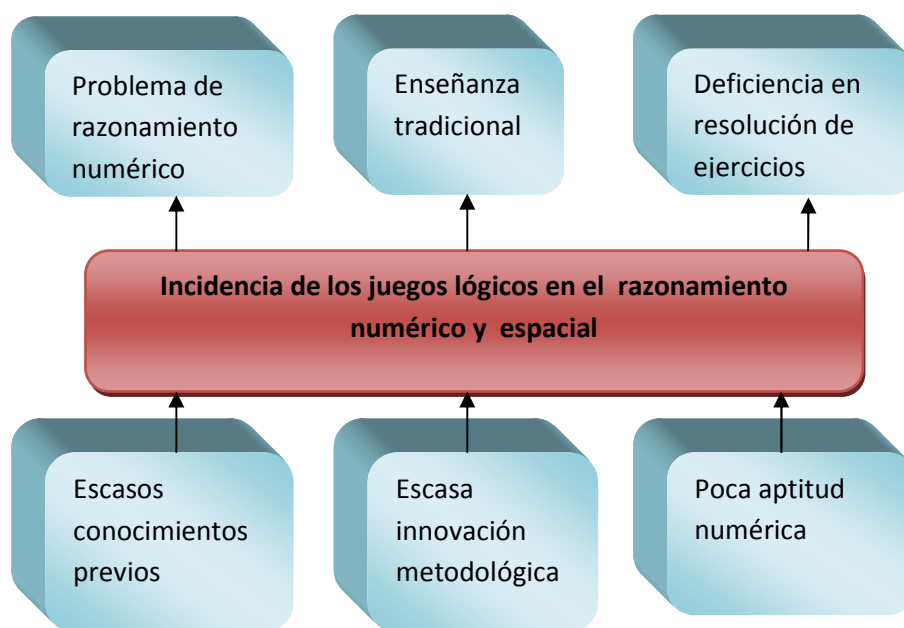 Problema de
razonamiento
numérico
Enseñanza
tradicional
Deficiencia en
resolución de
ejercicios
Incidencia de los juegos lógicos en el razonamiento
numérico y espacial
Escasos
conocimientos
previos
Escasa
innovación
metodológica
Poca aptitud
numérica